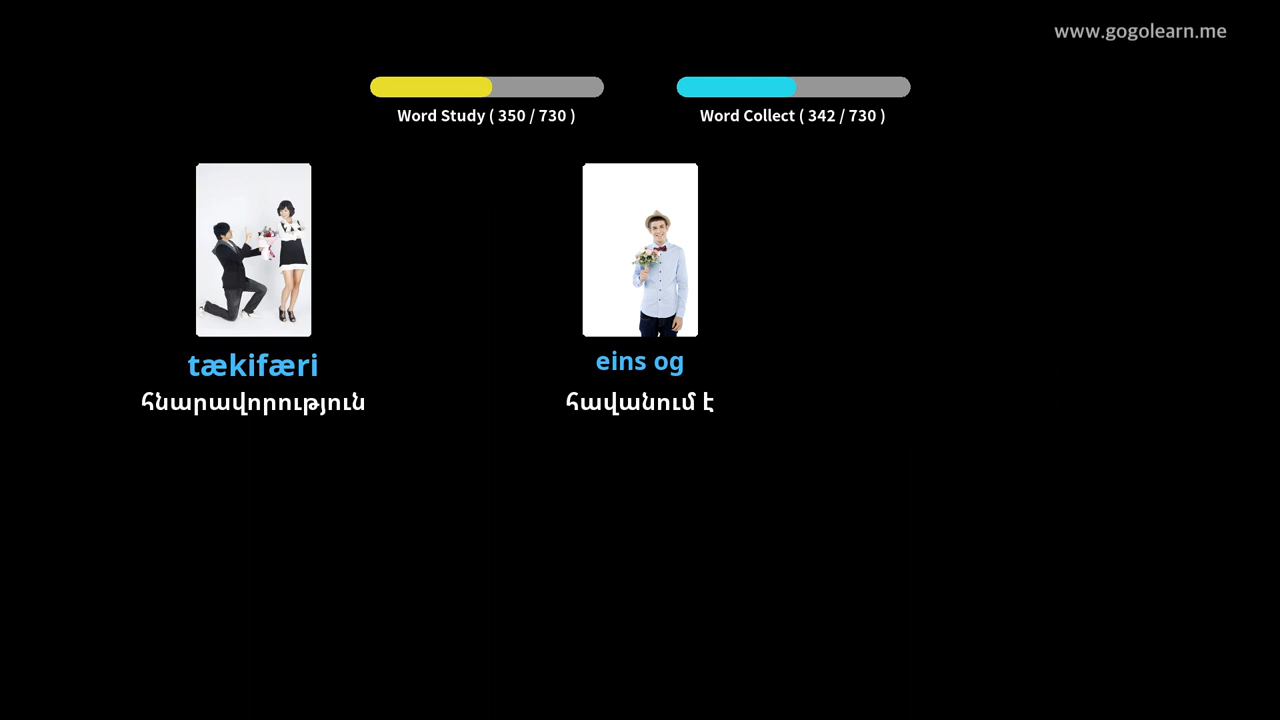 www.gogolearn.me
Word Study ( 350 / 730 )
Word Collect ( 342 / 730 )
tækifæri
eins og
հնարավորություն
հավանում է